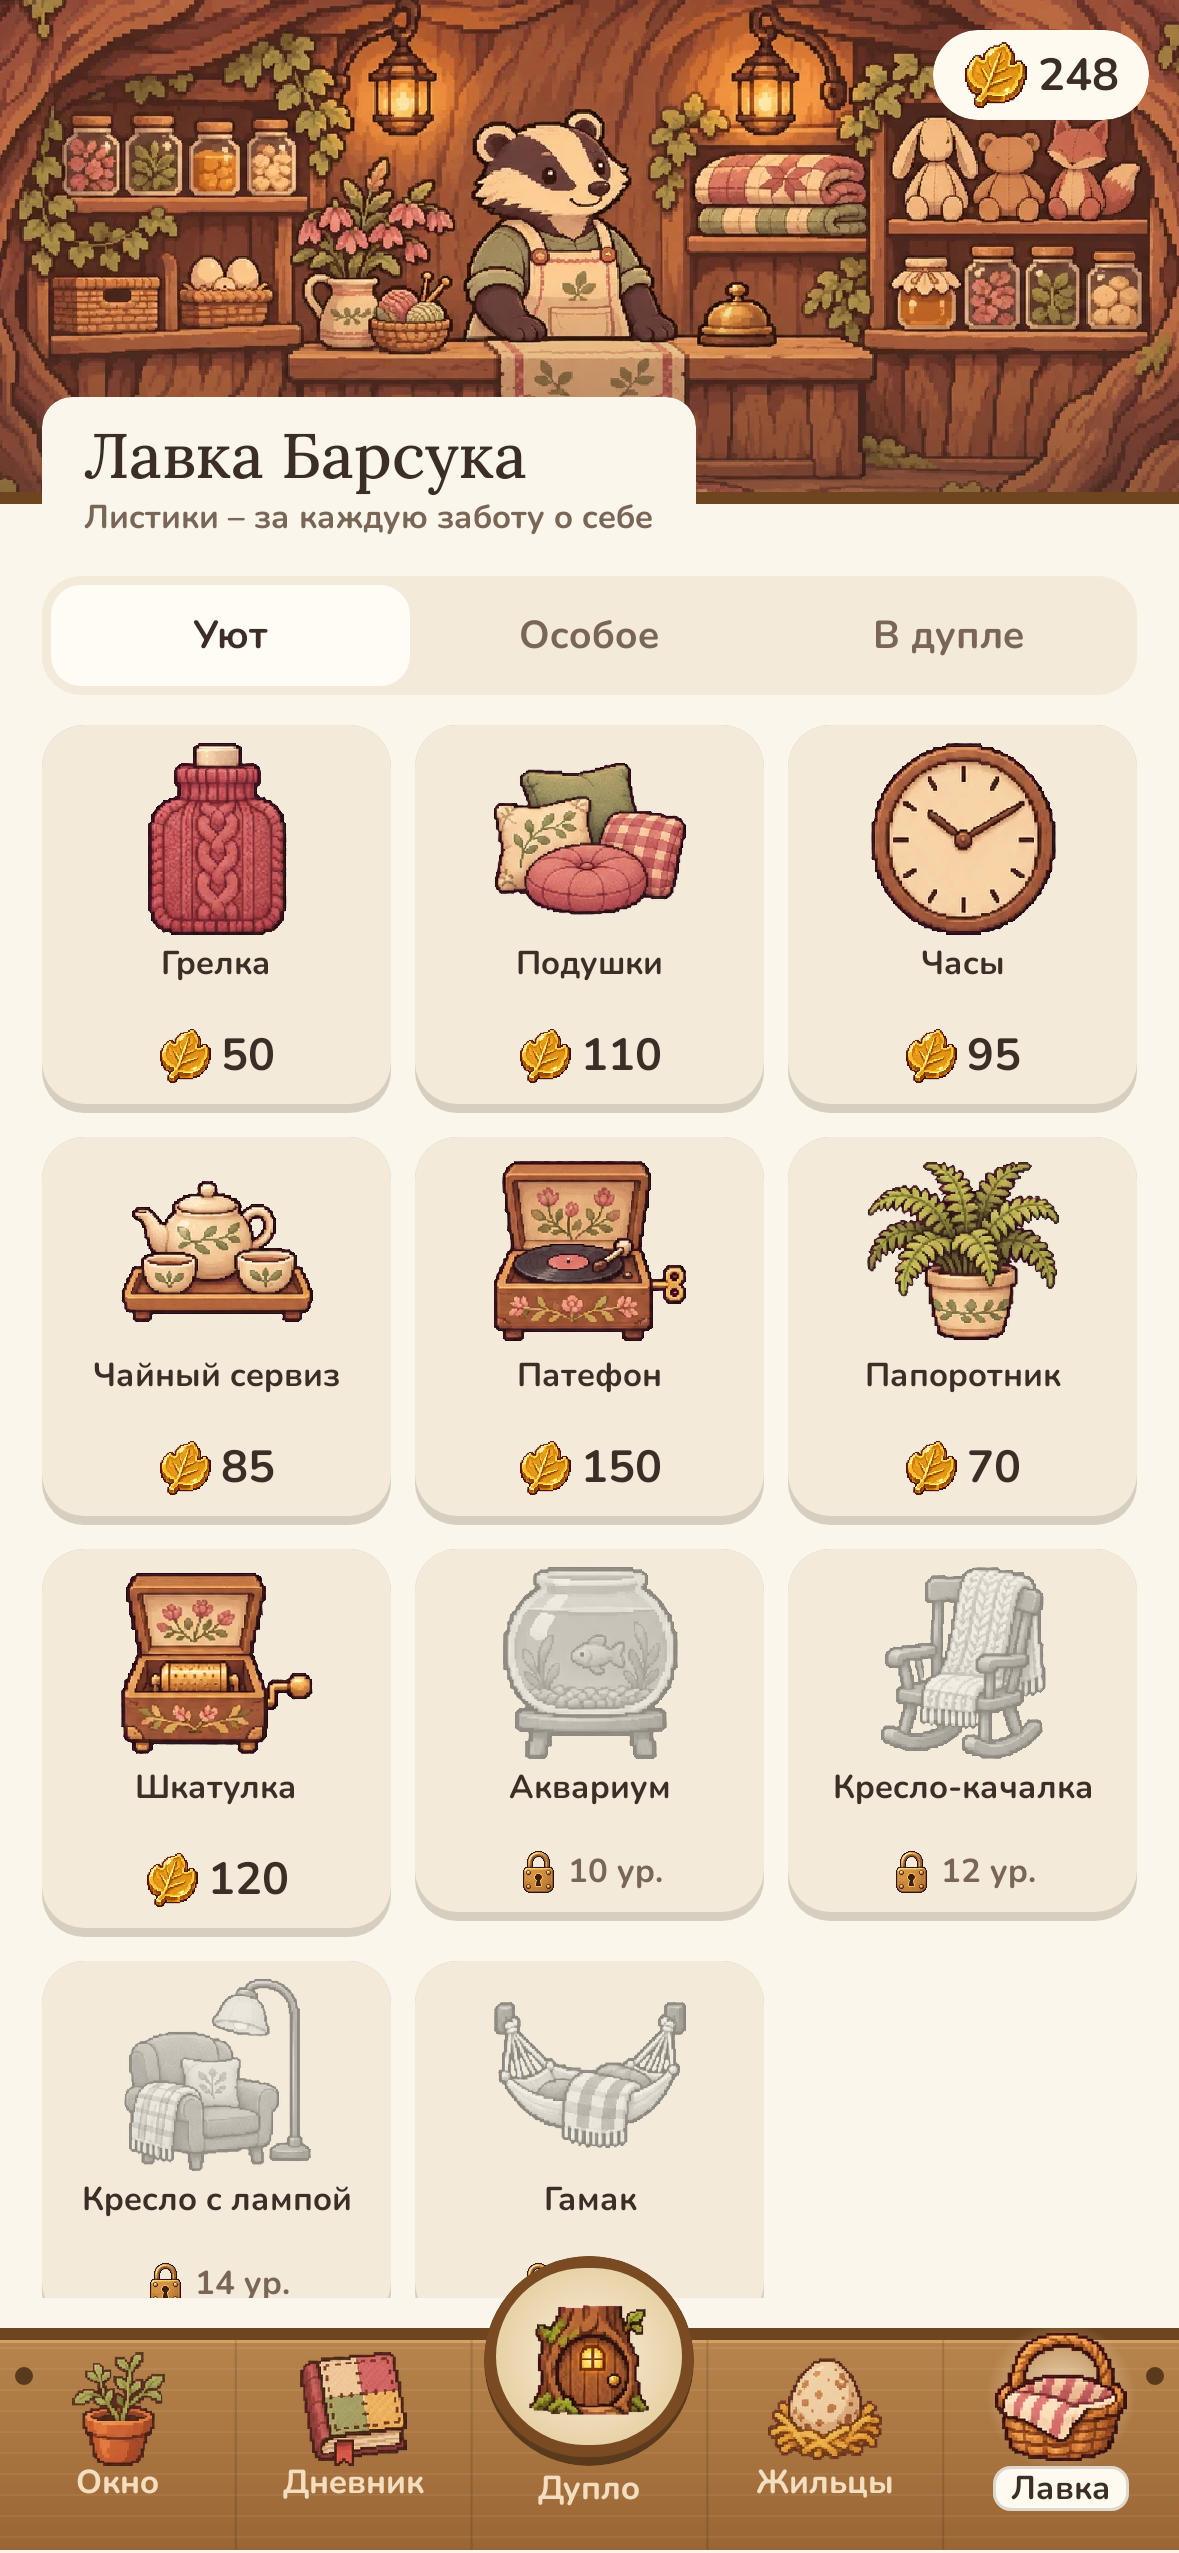 248
Лавка Барсука
Листики – за каждую заботу о себе
Уют Особое В дупле
Грелка Подушки Часы
50 110 95
Чайный сервиз Патефон Папоротник
85 150 70
Шкатулка Аквариум Кресло-качалка
120 10 ур. 12 ур.
Кресло с лампой Гамак
14 ур.
Окно Дневник Дупло Жильцы Лавка